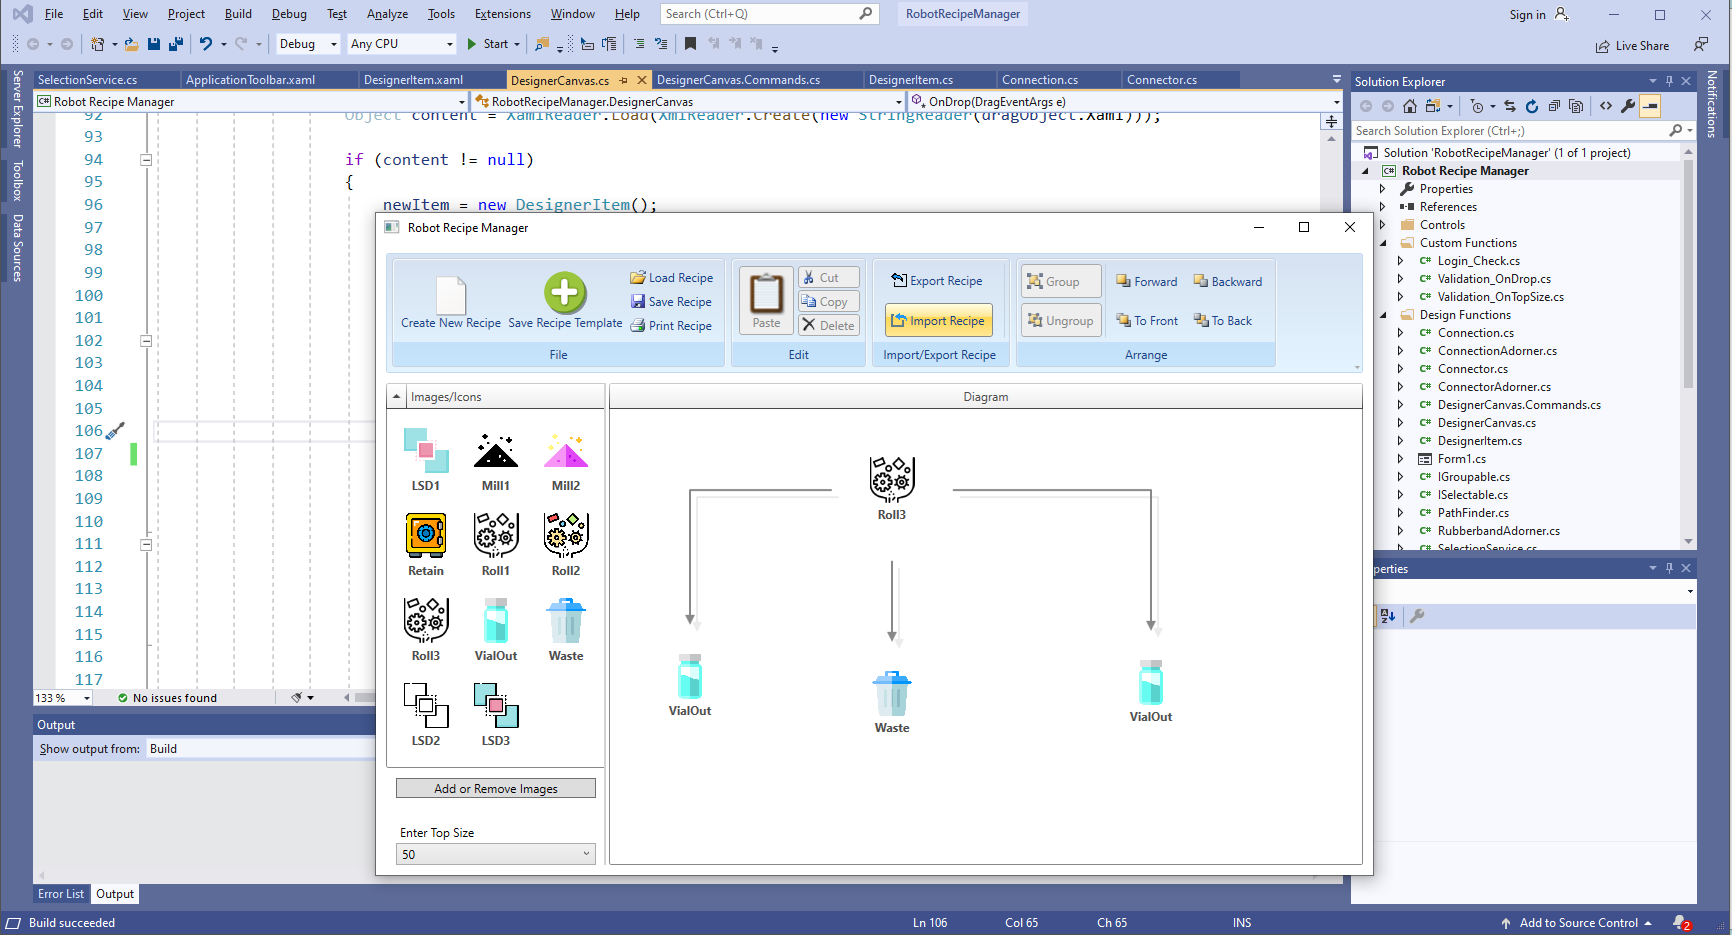 File Edit View Project Build Debug Test Analyze Tools Extensions Window Help Search (Ctrl+Q) RobotRecipeManager Sign in
Debug Any CPU Start Live Share
Server Explorer
Toolbox
Data Sources
Notifications
SelectionService.cs ApplicationToolbar.xaml DesignerItem.xaml DesignerCanvas.cs DesignerCanvas.Commands.cs DesignerItem.cs Connection.cs Connector.cs
C# Robot Recipe Manager RobotRecipeManager.DesignerCanvas OnDrop(DragEventArgs e)
92 Object content = XamlReader.Load(XmlReader.Create(new StringReader(dragObject.Xaml)));
93
94 if (content != null)
95 {
96 newItem = new DesignerItem();
97
98
99
100
101
102
103
104
105
106
107
108
109
110
111
112
113
114
115
116
117
133 % No issues found
Output
Show output from: Build
Error List Output
Build succeeded Ln 106 Col 65 Ch 65 INS Add to Source Control 2
Robot Recipe Manager
Create New Recipe
Save Recipe Template
Load Recipe
Save Recipe
Print Recipe
File
Paste
Cut
Copy
Delete
Edit
Export Recipe
Import Recipe
Import/Export Recipe
Group
Ungroup
Forward
Backward
To Front
To Back
Arrange
Images/Icons
LSD1 Mill1 Mill2
Retain Roll1 Roll2
Roll3 VialOut Waste
LSD2 LSD3
Add or Remove Images
Enter Top Size
50
Diagram
Roll3
VialOut
Waste
VialOut
Solution Explorer
Search Solution Explorer (Ctrl+;)
Solution 'RobotRecipeManager' (1 of 1 project)
C# Robot Recipe Manager
Properties
References
Controls
Custom Functions
C# Login_Check.cs
C# Validation_OnDrop.cs
C# Validation_OnTopSize.cs
Design Functions
C# Connection.cs
C# ConnectionAdorner.cs
C# Connector.cs
C# ConnectorAdorner.cs
C# DesignerCanvas.Commands.cs
C# DesignerCanvas.cs
C# DesignerItem.cs
Form1.cs
C# IGroupable.cs
C# ISelectable.cs
C# PathFinder.cs
C# RubberbandAdorner.cs
C# SelectionService.cs
perties